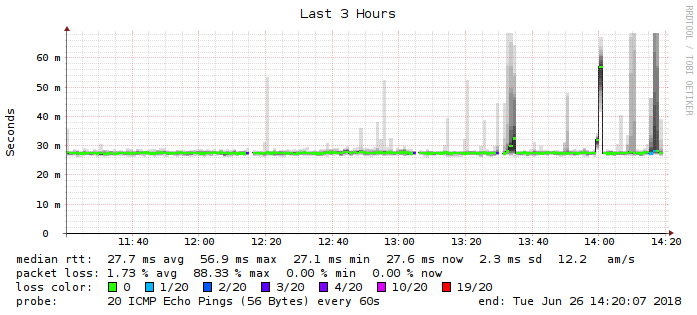 Last 3 Hours
RRDTOOL / TOBI OETIKER
Seconds
60 m
50 m
40 m
30 m
20 m
10 m
0
11:40 12:00 12:20 12:40 13:00 13:20 13:40 14:00 14:20
median rtt: 27.7 ms avg 56.9 ms max 27.1 ms min 27.6 ms now 2.3 ms sd 12.2 am/s
packet loss: 1.73 % avg 88.33 % max 0.00 % min 0.00 % now
loss color: 0 1/20 2/20 3/20 4/20 10/20 19/20
probe: 20 ICMP Echo Pings (56 Bytes) every 60s end: Tue Jun 26 14:20:07 2018